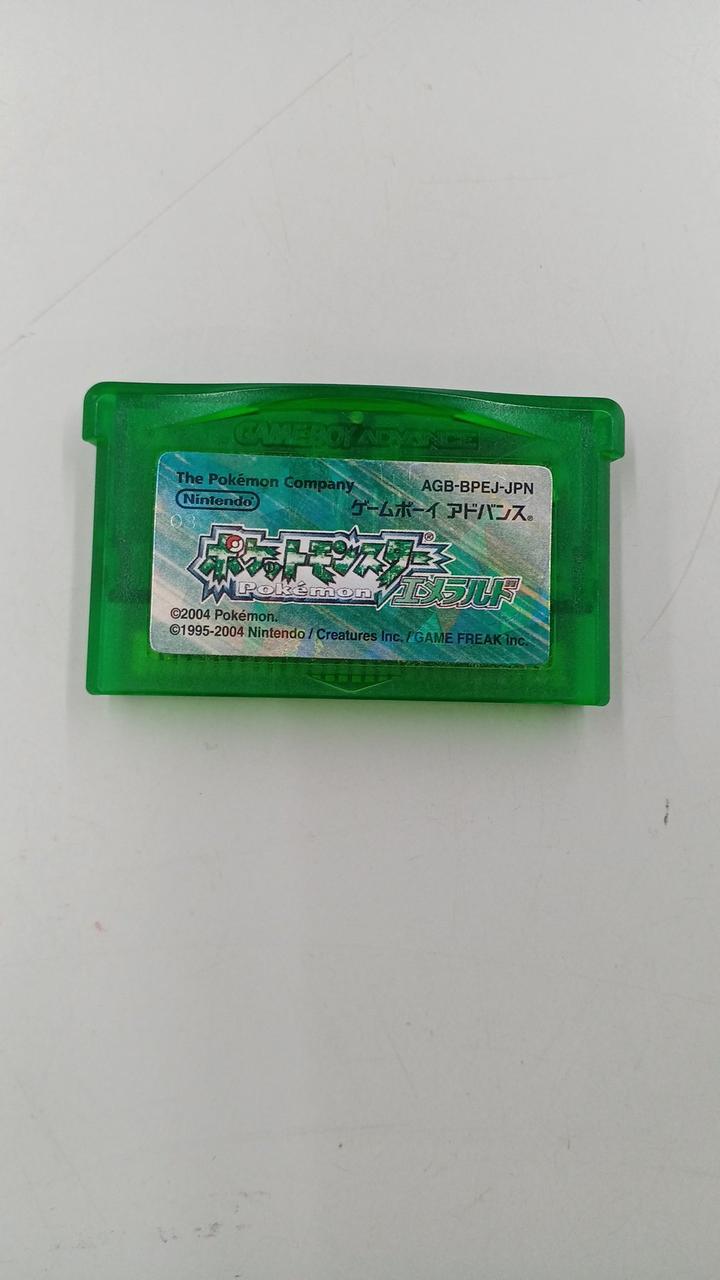 GAME BOY ADVANCE
The Pokémon Company AGB-BPEJ-JPN
Nintendo ゲームボーイ アドバンス®
03
ポケットモンスター®
Pokémon エメラルド
©2004 Pokémon.
©1995-2004 Nintendo / Creatures Inc. / GAME FREAK inc.